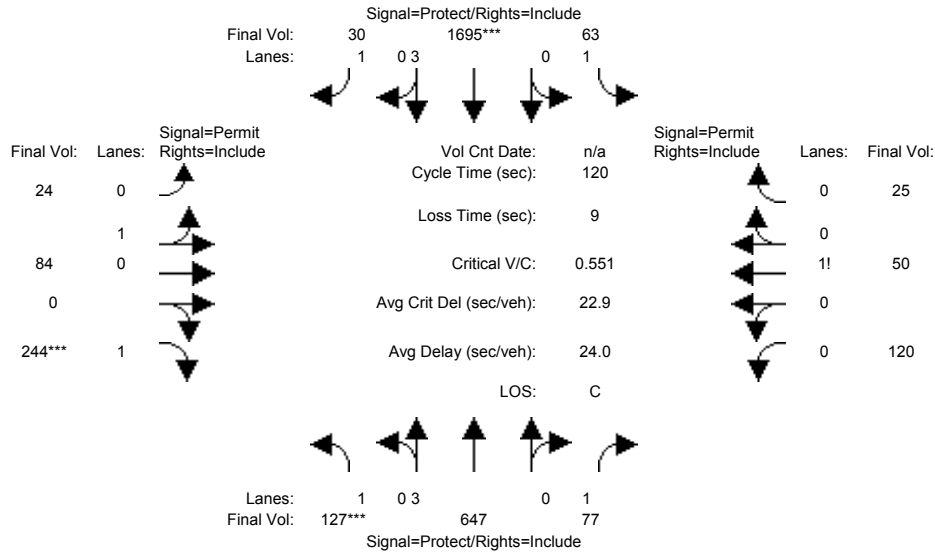 Signal=Protect/Rights=Include
Final Vol: 30 1695*** 63
Lanes: 1 0 3 0 1
Signal=Permit Signal=Permit
Final Vol: Lanes: Rights=Include Vol Cnt Date: n/a Rights=Include Lanes: Final Vol:
Cycle Time (sec): 120
24 0 0 25
Loss Time (sec): 9
1 0
84 0 Critical V/C: 0.551 1! 50
0 Avg Crit Del (sec/veh): 22.9 0
244*** 1 Avg Delay (sec/veh): 24.0 0 120
LOS: C
Lanes: 1 0 3 0 1
Final Vol: 127*** 647 77
Signal=Protect/Rights=Include